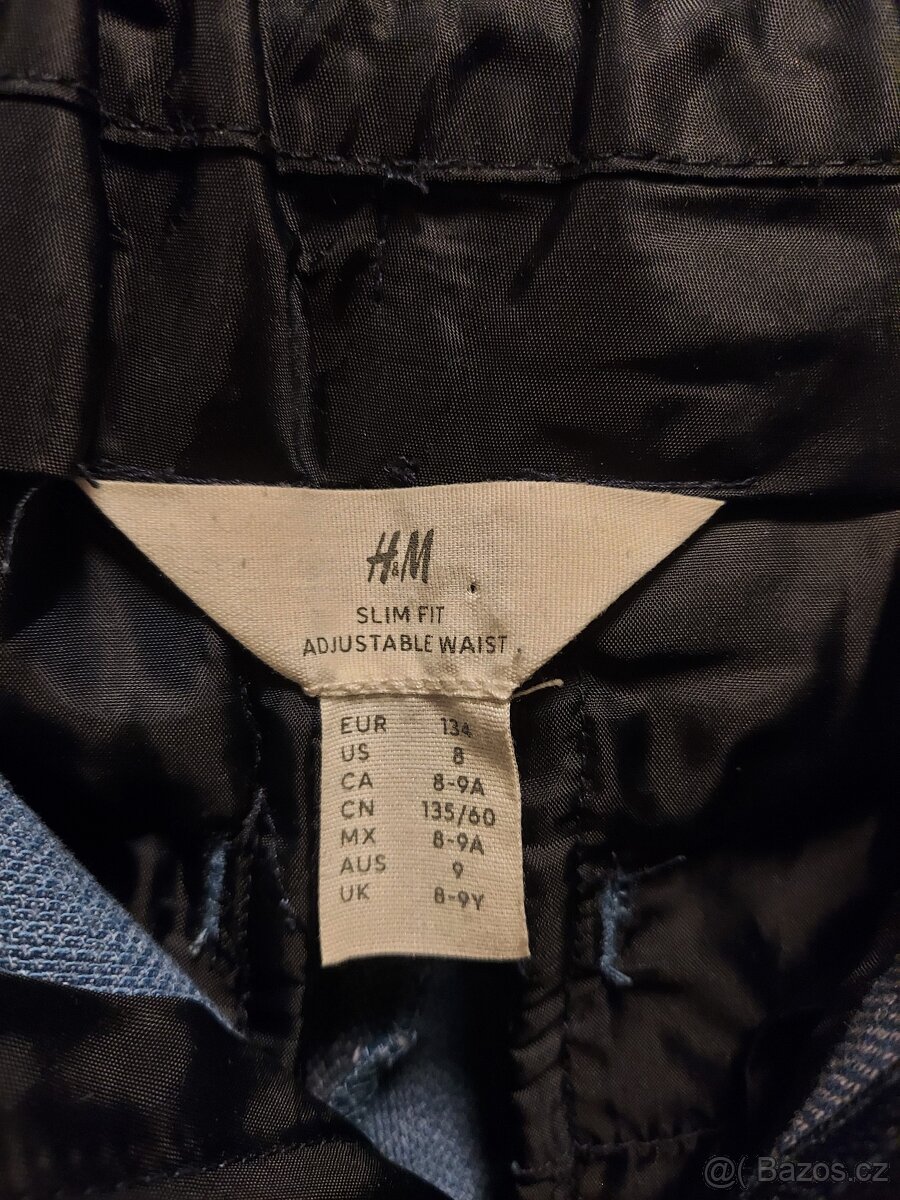 H&M
SLIM FIT
ADJUSTABLE WAIST
EUR 134
US 8
CA 8-9A
CN 135/60
MX 8-9A
AUS 9
UK 8-9Y
@( Bazos.cz